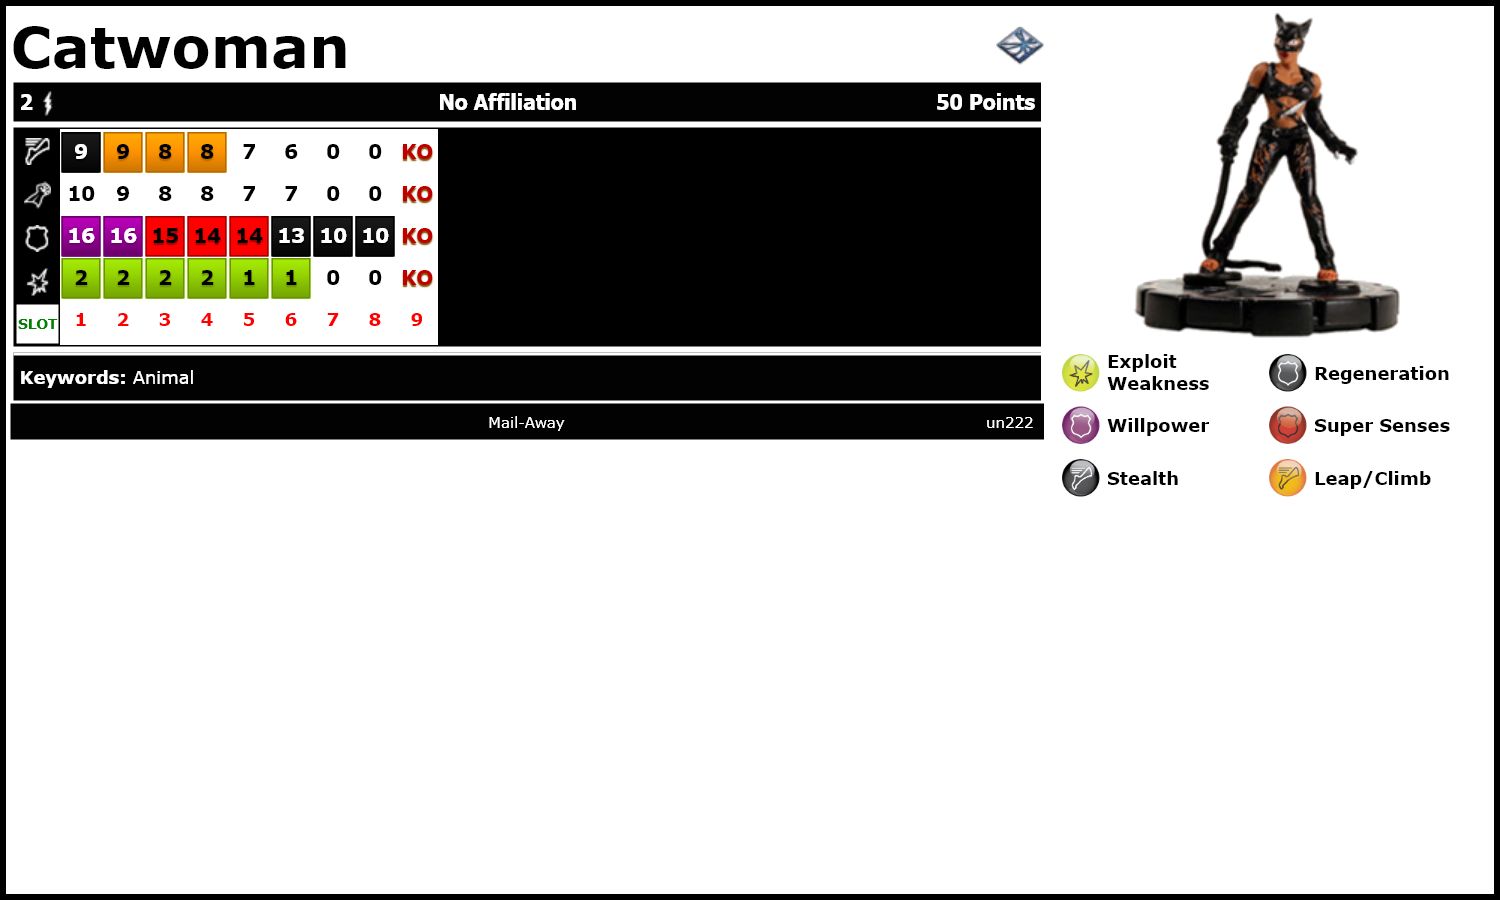 Catwoman
2 No Affiliation 50 Points
9 9 8 8 7 6 0 0 KO
10 9 8 8 7 7 0 0 KO
16 16 15 14 14 13 10 10 KO
2 2 2 2 1 1 0 0 KO
SLOT 1 2 3 4 5 6 7 8 9
Keywords: Animal
Mail-Away un222
Exploit
Weakness
Regeneration
Willpower
Super Senses
Stealth
Leap/Climb